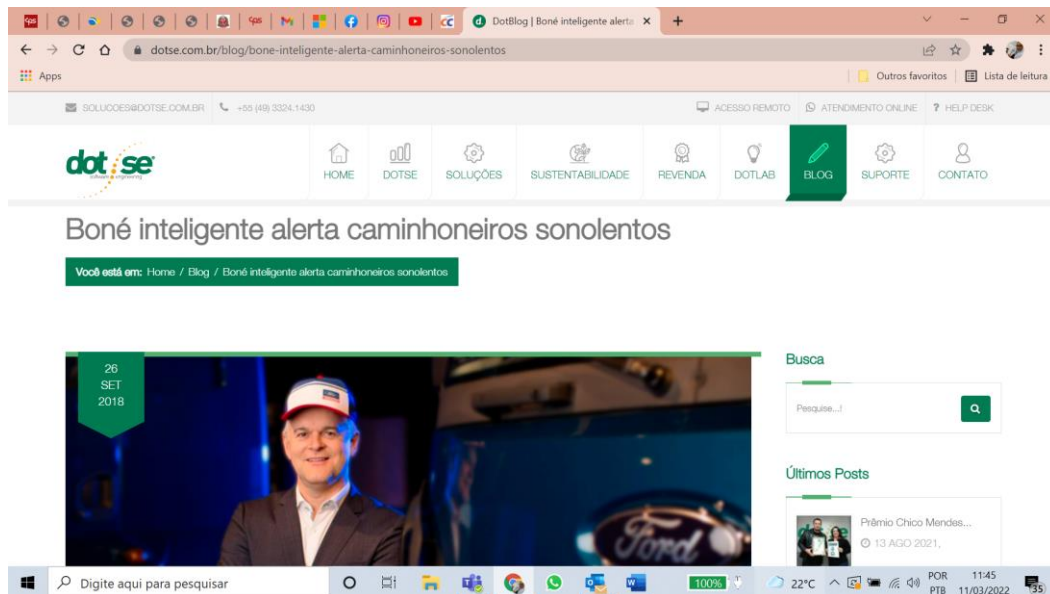 DotBlog | Boné inteligente alerta
dotse.com.br/blog/bone-inteligente-alerta-caminhoneiros-sonolentos
Apps
Outros favoritos
Lista de leitura
SOLUCOES@DOTSE.COM.BR
+55 (49) 3324.1430
ACESSO REMOTO
ATENDIMENTO ONLINE
? HELP DESK
dot.se
HOME
DOTSE
SOLUÇÕES
SUSTENTABILIDADE
REVENDA
DOTLAB
BLOG
SUPORTE
CONTATO
Boné inteligente alerta caminhoneiros sonolentos
Você está em: Home / Blog / Boné inteligente alerta caminhoneiros sonolentos
26
SET
2018
Ford
Busca
Pesquise...!
Últimos Posts
Prêmio Chico Mendes...
13 AGO 2021,
Digite aqui para pesquisar
100%
22°C
POR
PTB
11:45
11/03/2022
35